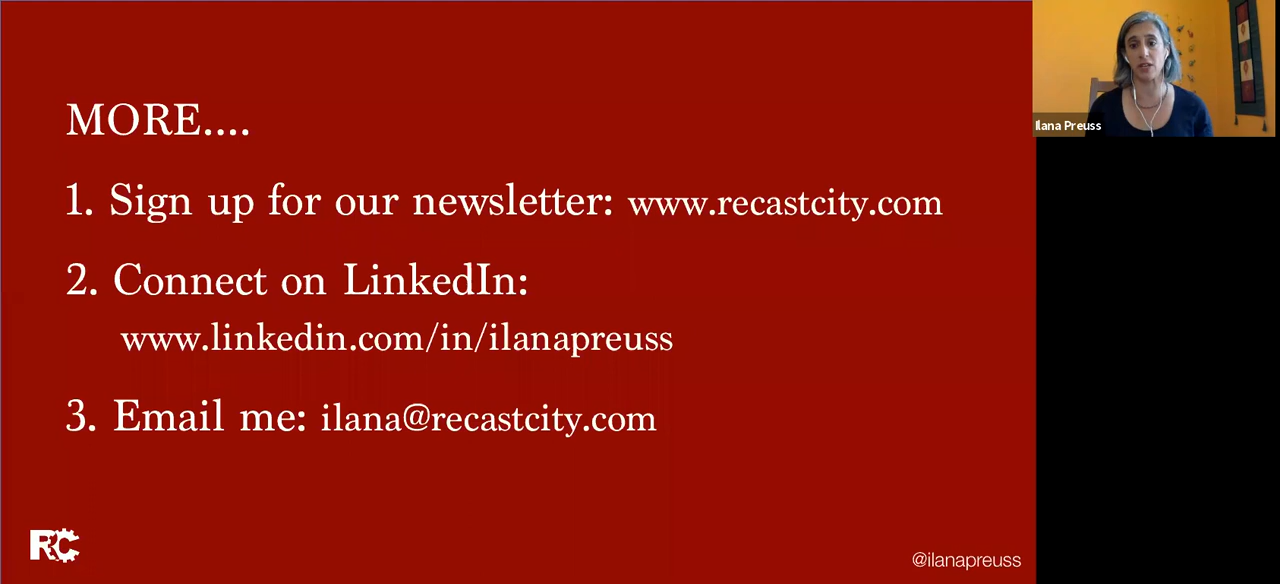 MORE....
1. Sign up for our newsletter: www.recastcity.com
2. Connect on LinkedIn:
www.linkedin.com/in/ilanapreuss
3. Email me: ilana@recastcity.com
RC
@ilanapreuss
Ilana Preuss